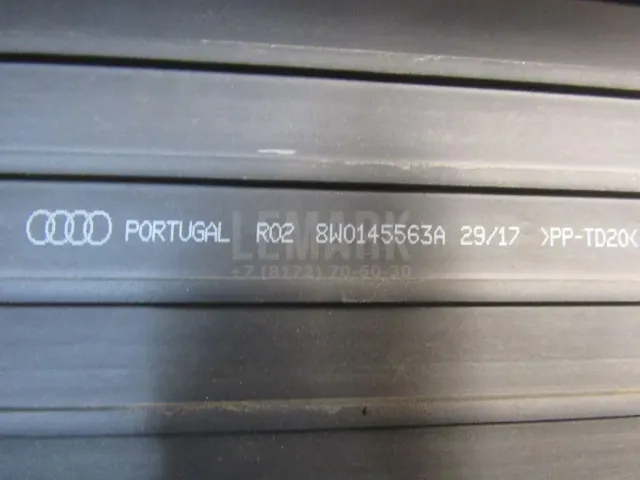 PORTUGAL R02 8W0145563A 29/17 >PP-TD20<
LEMARK
+7 (8172) 70-60-30